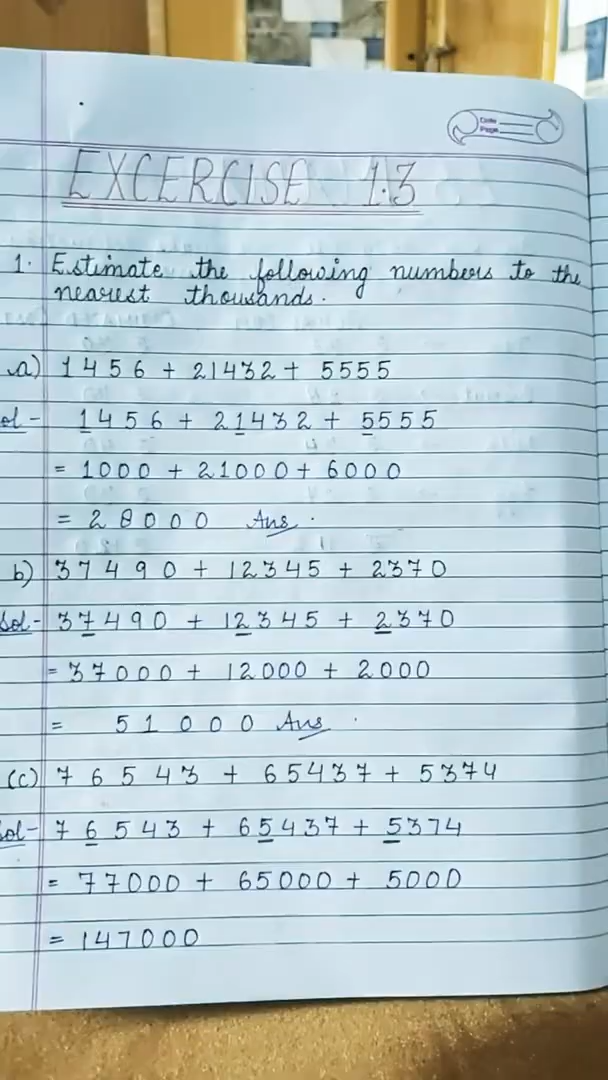 Date
Page
EXCERCISE 1.3
1. Estimate the following numbers to the
nearest thousands.
a) 1456 + 21432 + 5555
ol - 1456 + 21432 + 5555
= 1000 + 21000 + 6000
= 28000 Ans.
b) 37490 + 12345 + 2370
Sol- 37490 + 12345 + 2370
= 37000 + 12000 + 2000
= 51000 Ans.
(c) 76543 + 65437 + 5374
ol- 76543 + 65437 + 5374
= 77000 + 65000 + 5000
= 147000